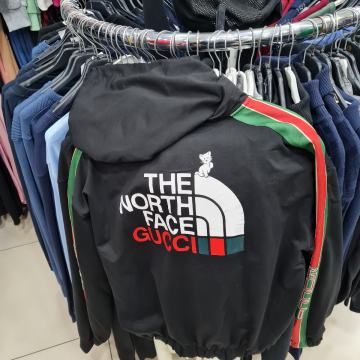 THE
NORTH
FACE
GUCCI